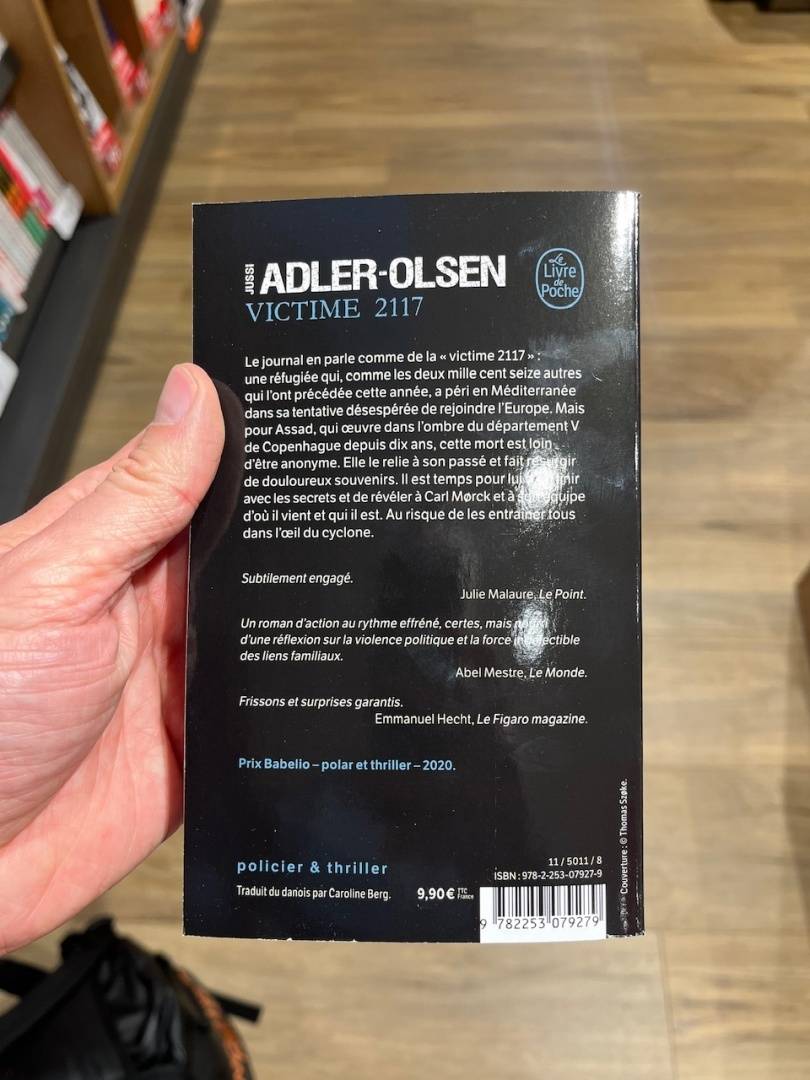 JUSSI ADLER-OLSEN
VICTIME 2117
Le Livre de Poche
Le journal en parle comme de la « victime 2117 » :
une réfugiée qui, comme les deux mille cent seize autres
qui l'ont précédée cette année, a péri en Méditerranée
dans sa tentative désespérée de rejoindre l'Europe. Mais
pour Assad, qui œuvre dans l'ombre du département V
de Copenhague depuis dix ans, cette mort est loin
d'être anonyme. Elle le relie à son passé et fait resurgir
de douloureux souvenirs. Il est temps pour lui
avec les secrets et de révéler à Carl Mørck et à son équipe
d'où il vient et qui il est. Au risque de les entraîner tous
dans l'œil du cyclone.
Subtilement engagé.
Julie Malaure, Le Point.
Un roman d'action au rythme effréné, certes, mais
d'une réflexion sur la violence politique et la force indéfectible
des liens familiaux.
Abel Mestre, Le Monde.
Frissons et surprises garantis.
Emmanuel Hecht, Le Figaro magazine.
Prix Babelio – polar et thriller – 2020.
policier & thriller
Traduit du danois par Caroline Berg.
9,90 € TTC France
11 / 5011 / 8
ISBN : 978-2-253-07927-9
9 782253 079279
Couverture : © Thomas Szøke.